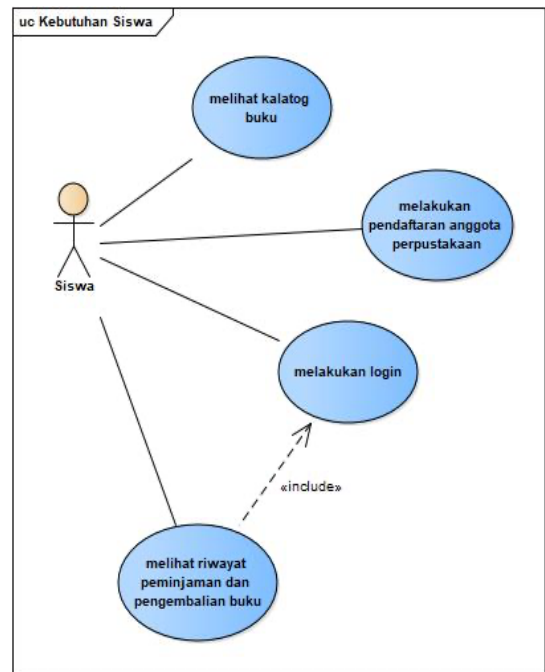 uc Kebutuhan Siswa
melihat kalatog
buku
melakukan
pendaftaran anggota
perpustakaan
Siswa
melakukan login
«include»
melihat riwayat
peminjaman dan
pengembalian buku